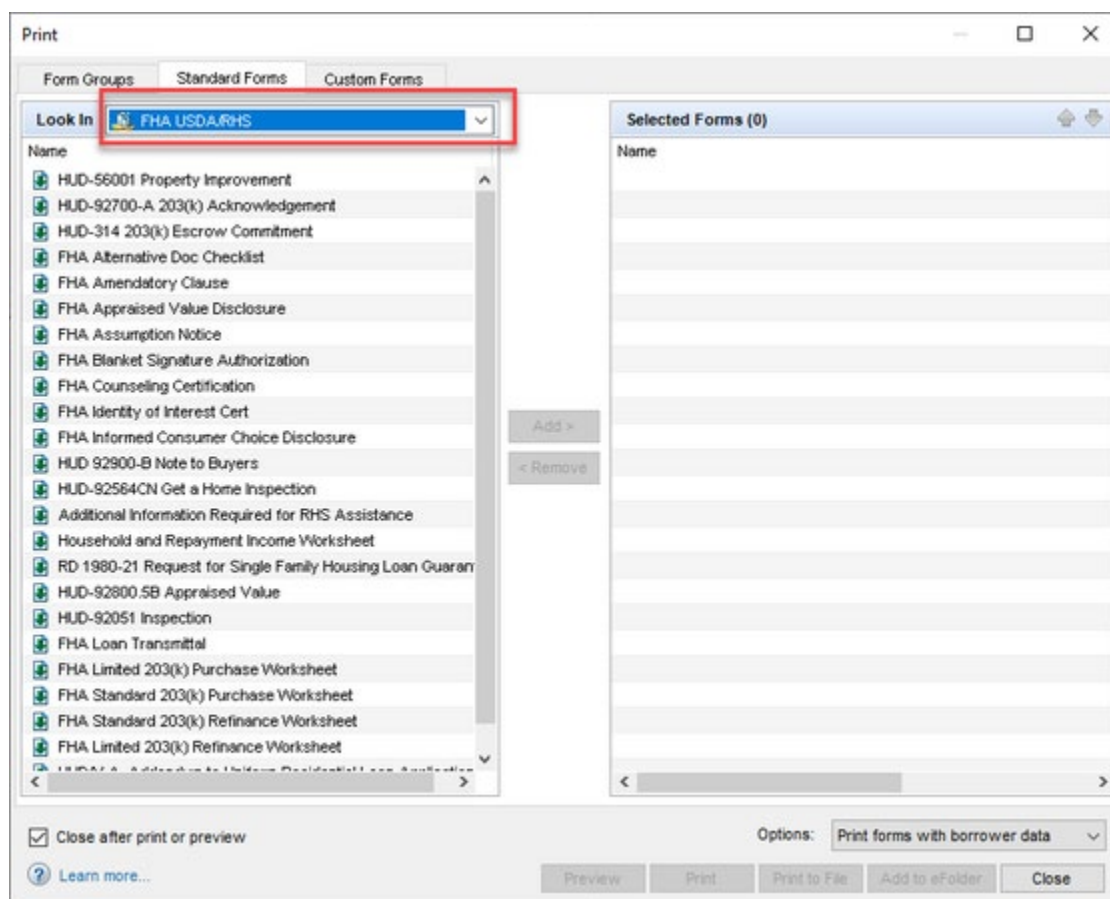 Print
Form Groups Standard Forms Custom Forms
Look In FHA USDA/RHS
Name
HUD-56001 Property Improvement
HUD-92700-A 203(k) Acknowledgement
HUD-314 203(k) Escrow Commitment
FHA Alternative Doc Checklist
FHA Amendatory Clause
FHA Appraised Value Disclosure
FHA Assumption Notice
FHA Blanket Signature Authorization
FHA Counseling Certification
FHA Identity of Interest Cert
FHA Informed Consumer Choice Disclosure
HUD 92900-B Note to Buyers
HUD-92564CN Get a Home Inspection
Additional Information Required for RHS Assistance
Household and Repayment Income Worksheet
RD 1980-21 Request for Single Family Housing Loan Guaran
HUD-92800.5B Appraised Value
HUD-92051 Inspection
FHA Loan Transmittal
FHA Limited 203(k) Purchase Worksheet
FHA Standard 203(k) Purchase Worksheet
FHA Standard 203(k) Refinance Worksheet
FHA Limited 203(k) Refinance Worksheet
Add >
< Remove
Selected Forms (0)
Name
Close after print or preview
Options: Print forms with borrower data
? Learn more...
Preview Print Print to File Add to eFolder Close